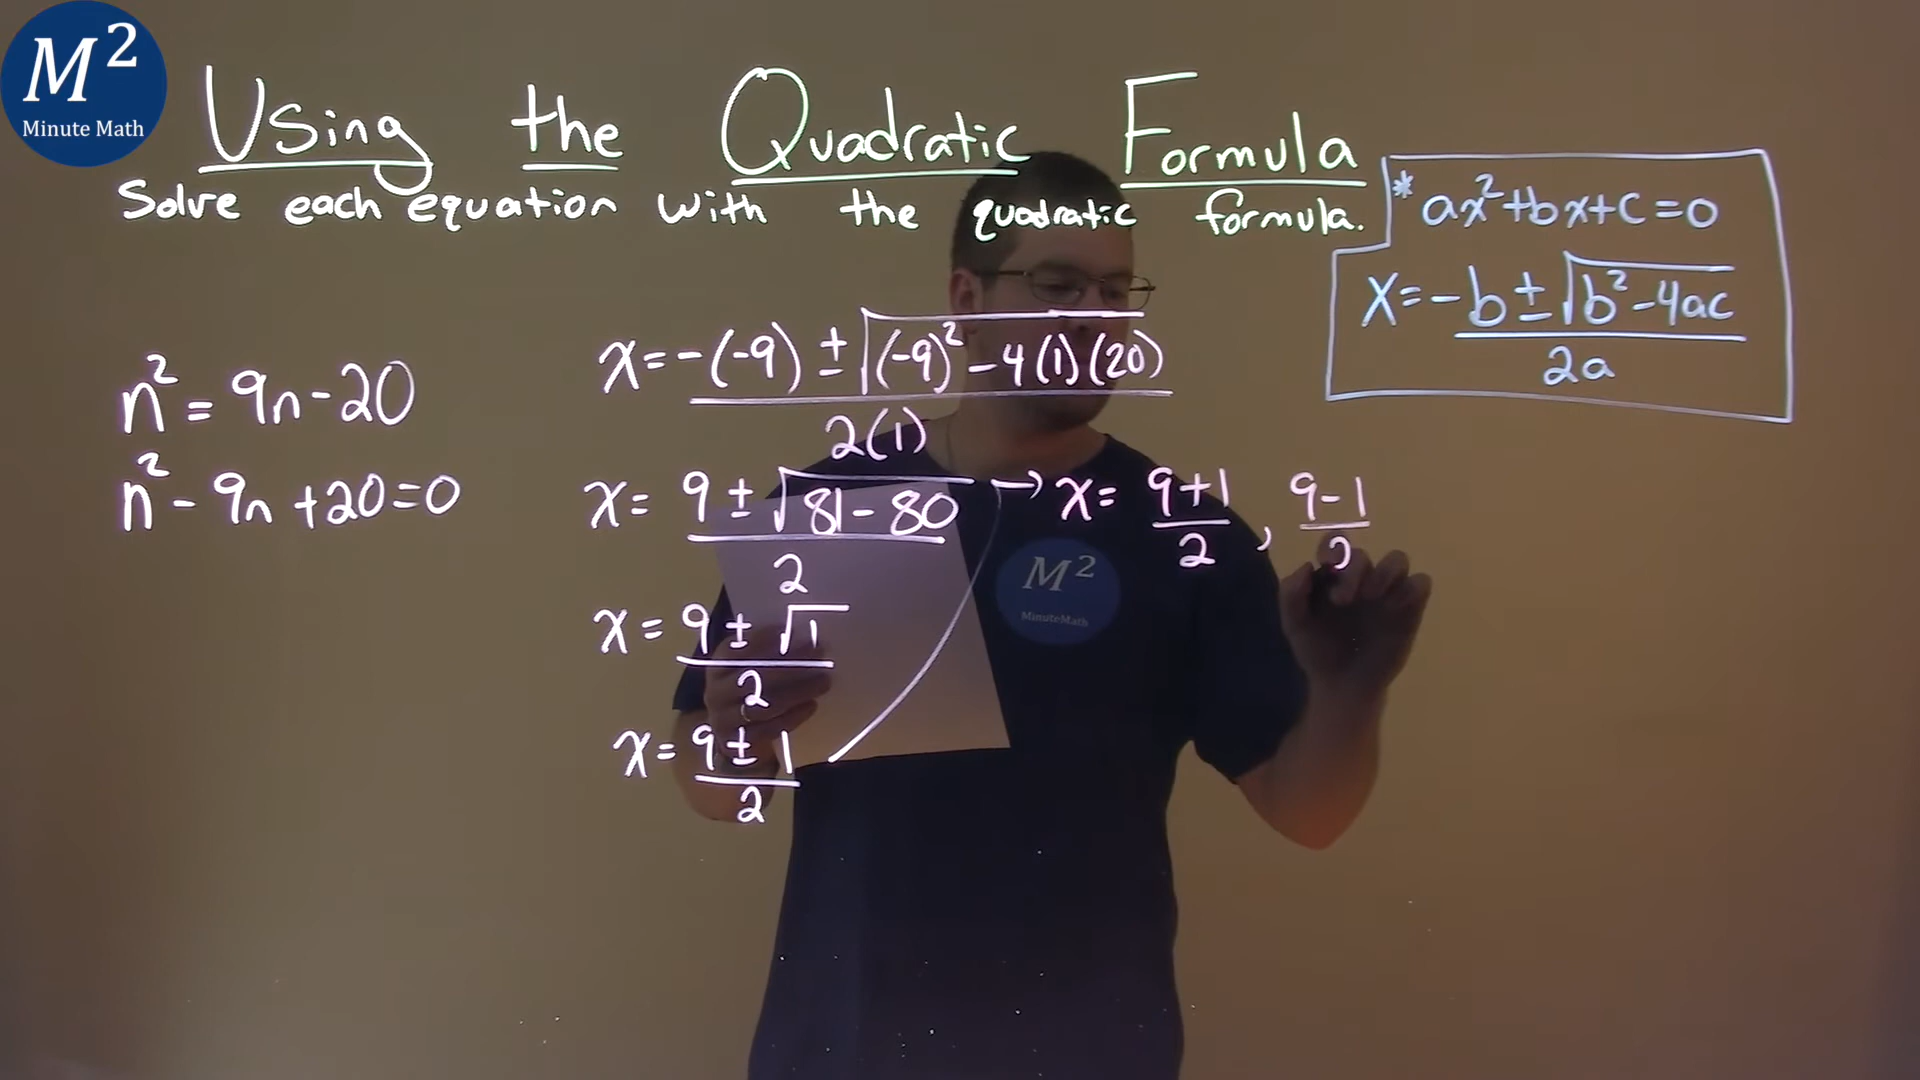 M²
Minute Math
Using the Quadratic Formula
Solve each equation with the quadratic formula.
* ax²+bx+c=0
x = -b ± √b²-4ac
2a
n² = 9n-20
n² - 9n +20=0
x = -(-9) ± √(-9)² - 4(1)(20)
2(1)
x = 9 ± √81-80
2
→ x = 9+1 , 9-1
2 2
x = 9 ± √1
2
x = 9 ± 1
2
M²
MinuteMath